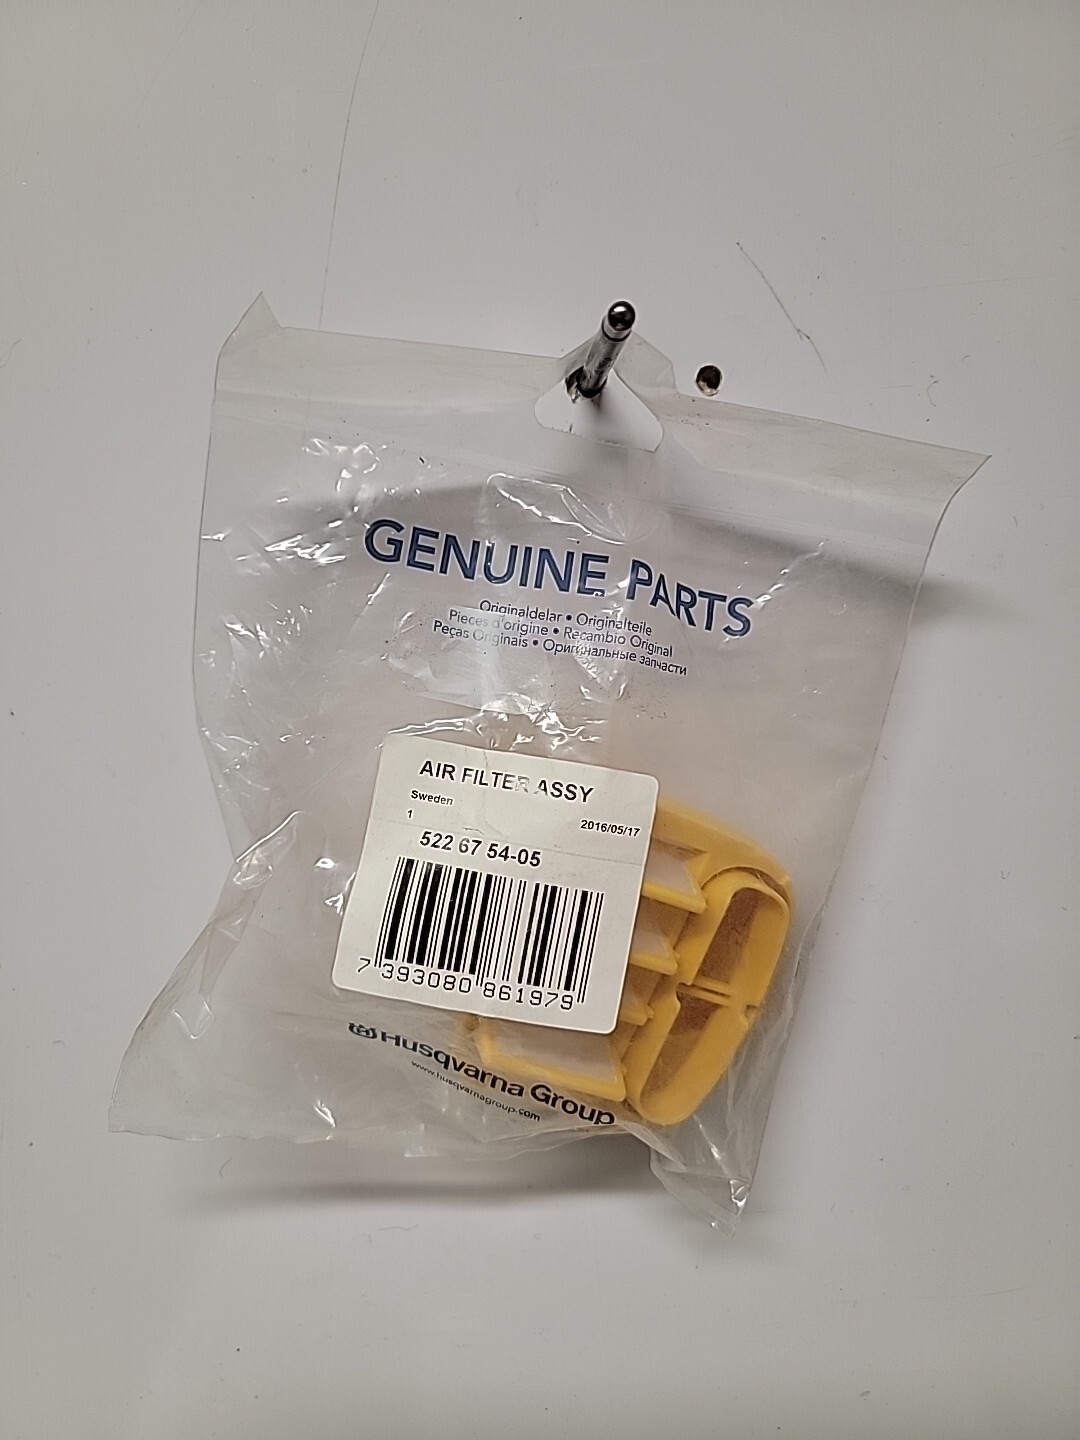 GENUINE PARTS
Originaldelar • Originalteile
Pieces d'origine • Recambio Original
Peças Originais • Оригинальные запчасти
AIR FILTER ASSY
Sweden
1 2016/05/17
522 67 54-05
7 393080 861979
Husqvarna Group
www.husqvarnagroup.com